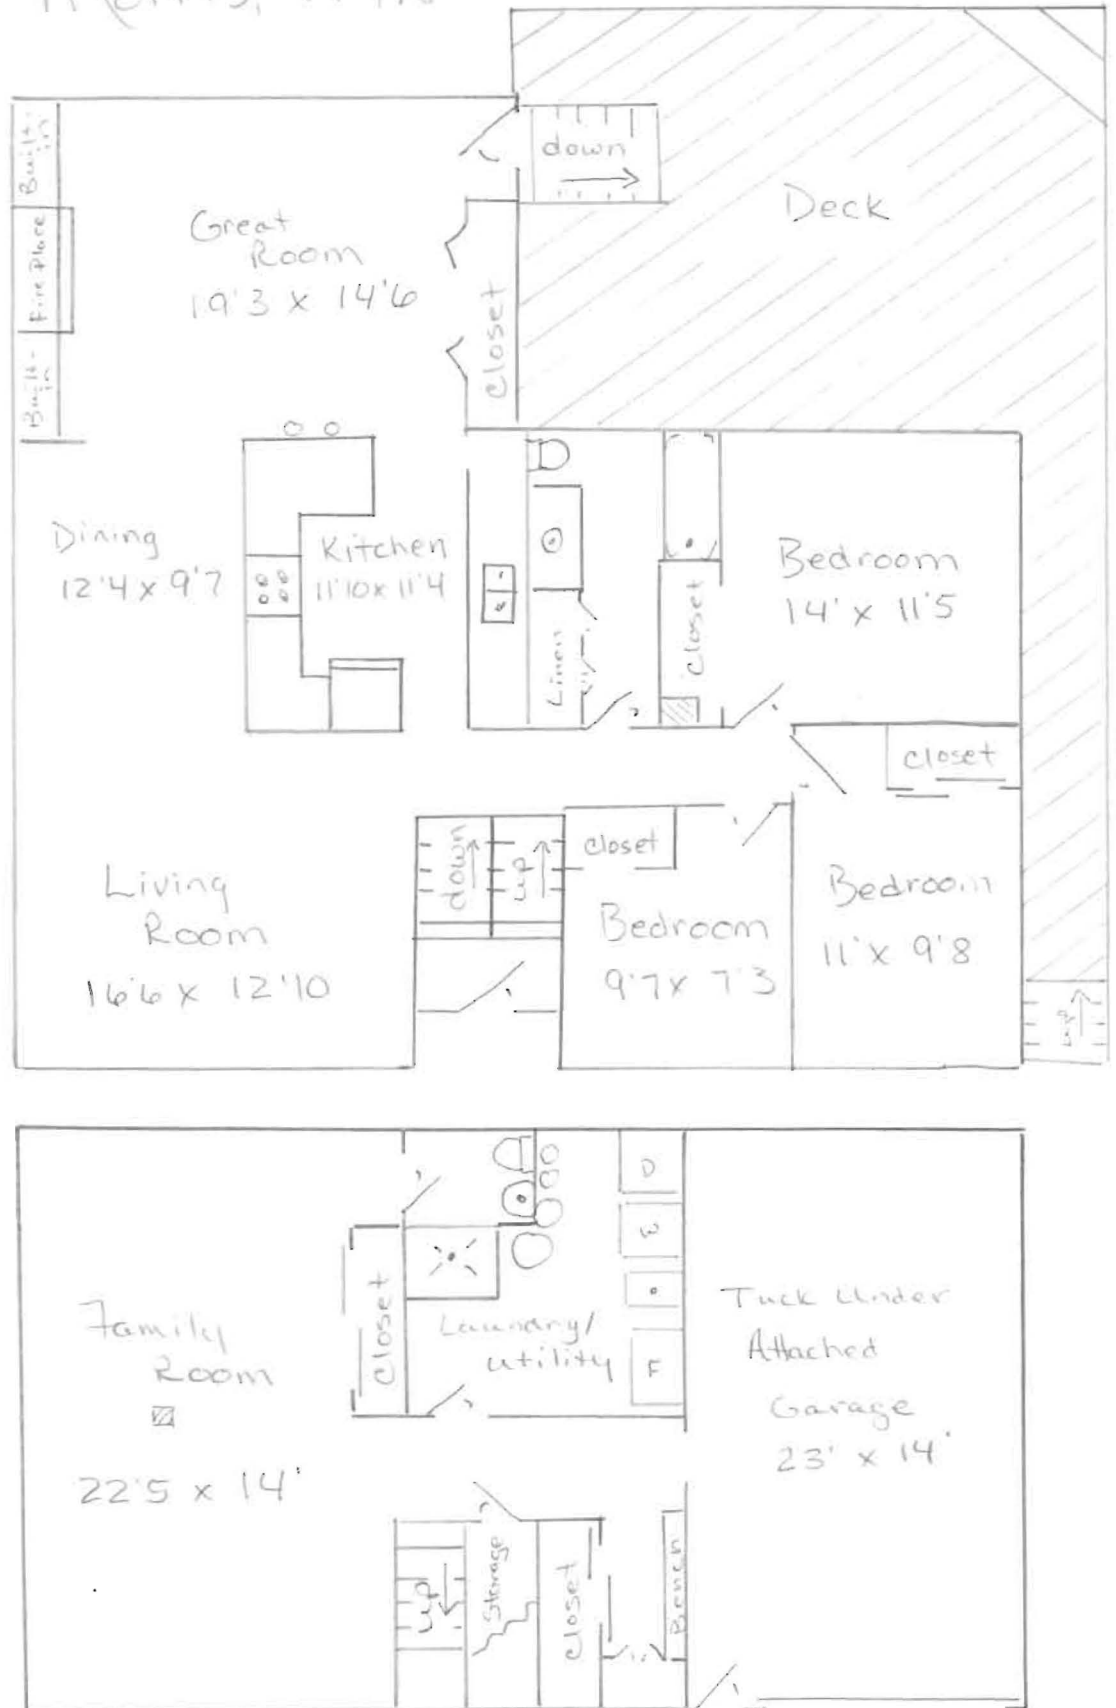 down
Deck
Built-
in
Great
Room
19'3 x 14'6
Fire Place
Closet
Built-
in
Dining
12'4 x 9'7
Kitchen
11'10 x 11'4
Linen
Closet
Bedroom
14' x 11'5
Closet
down
up
Closet
Living
Room
16'6 x 12'10
Bedroom
9'7 x 7'3
Bedroom
11' x 9'8
up
D
W
F
Closet
Laundry/
utility
Family
Room
22'5 x 14'
Tuck Under
Attached
Garage
23' x 14'
up
Storage
Closet
Bench